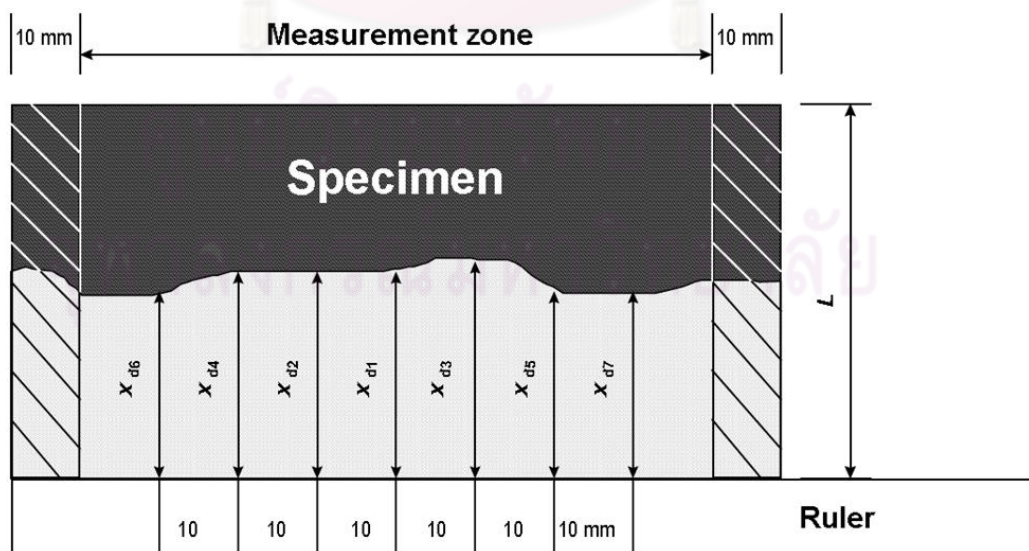 10 mm
Measurement zone
10 mm
Specimen
L
X d6
X d4
X d2
X d1
X d3
X d5
X d7
10
10
10
10
10
10 mm
Ruler